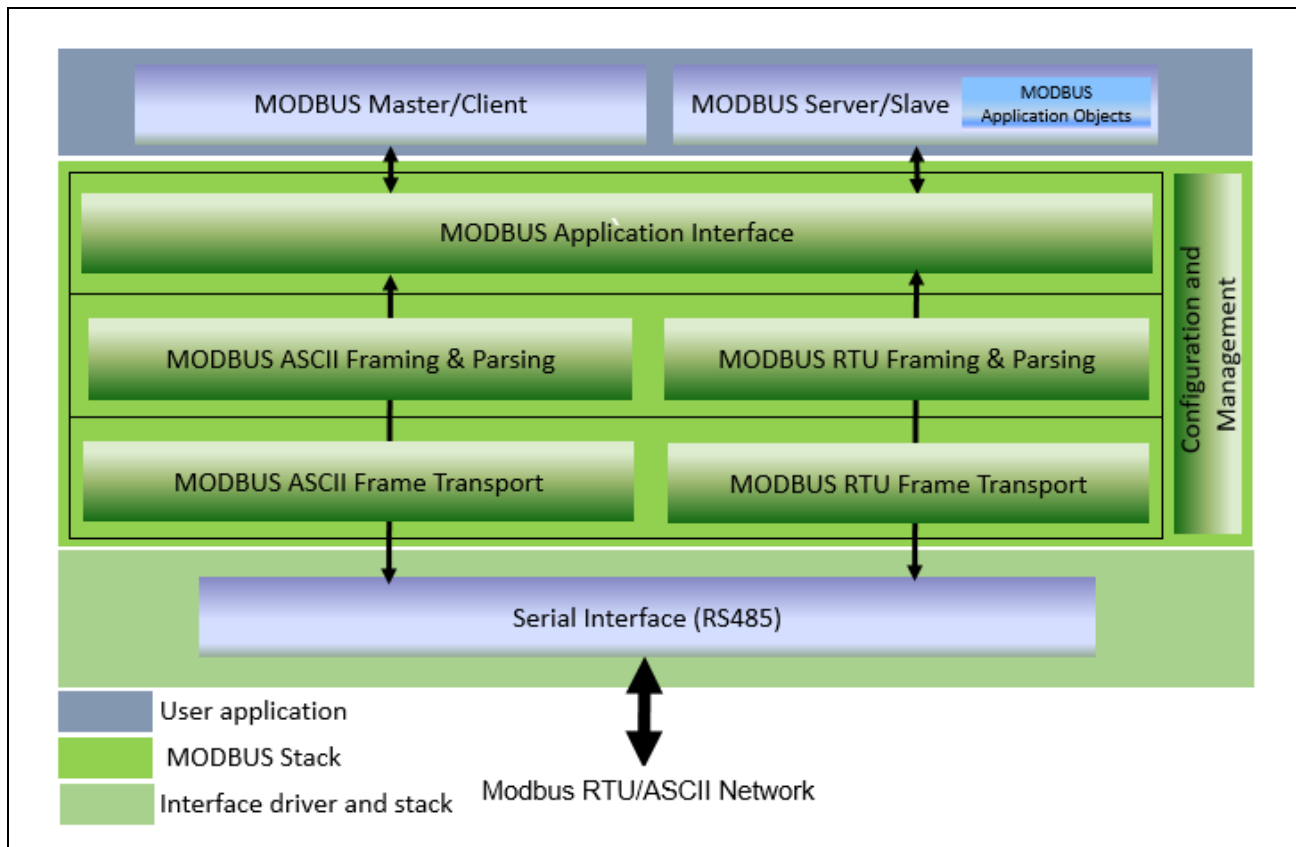 MODBUS Master/Client
MODBUS Server/Slave
MODBUS
Application Objects
MODBUS Application Interface
MODBUS ASCII Framing & Parsing
MODBUS RTU Framing & Parsing
MODBUS ASCII Frame Transport
MODBUS RTU Frame Transport
Configuration and
Management
Serial Interface (RS485)
User application
MODBUS Stack
Interface driver and stack
Modbus RTU/ASCII Network